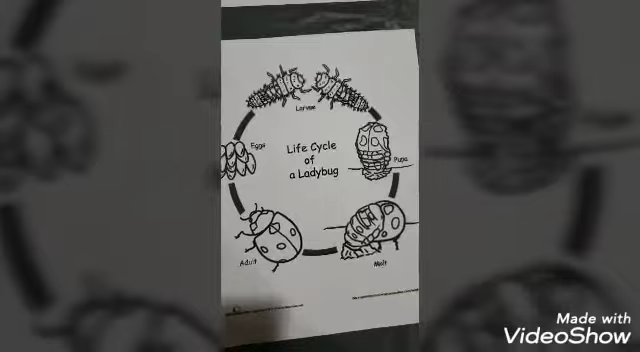 Larvae
Eggs
Life Cycle
of
a Ladybug
Pupa
Adult
Molt
Made with
VideoShow